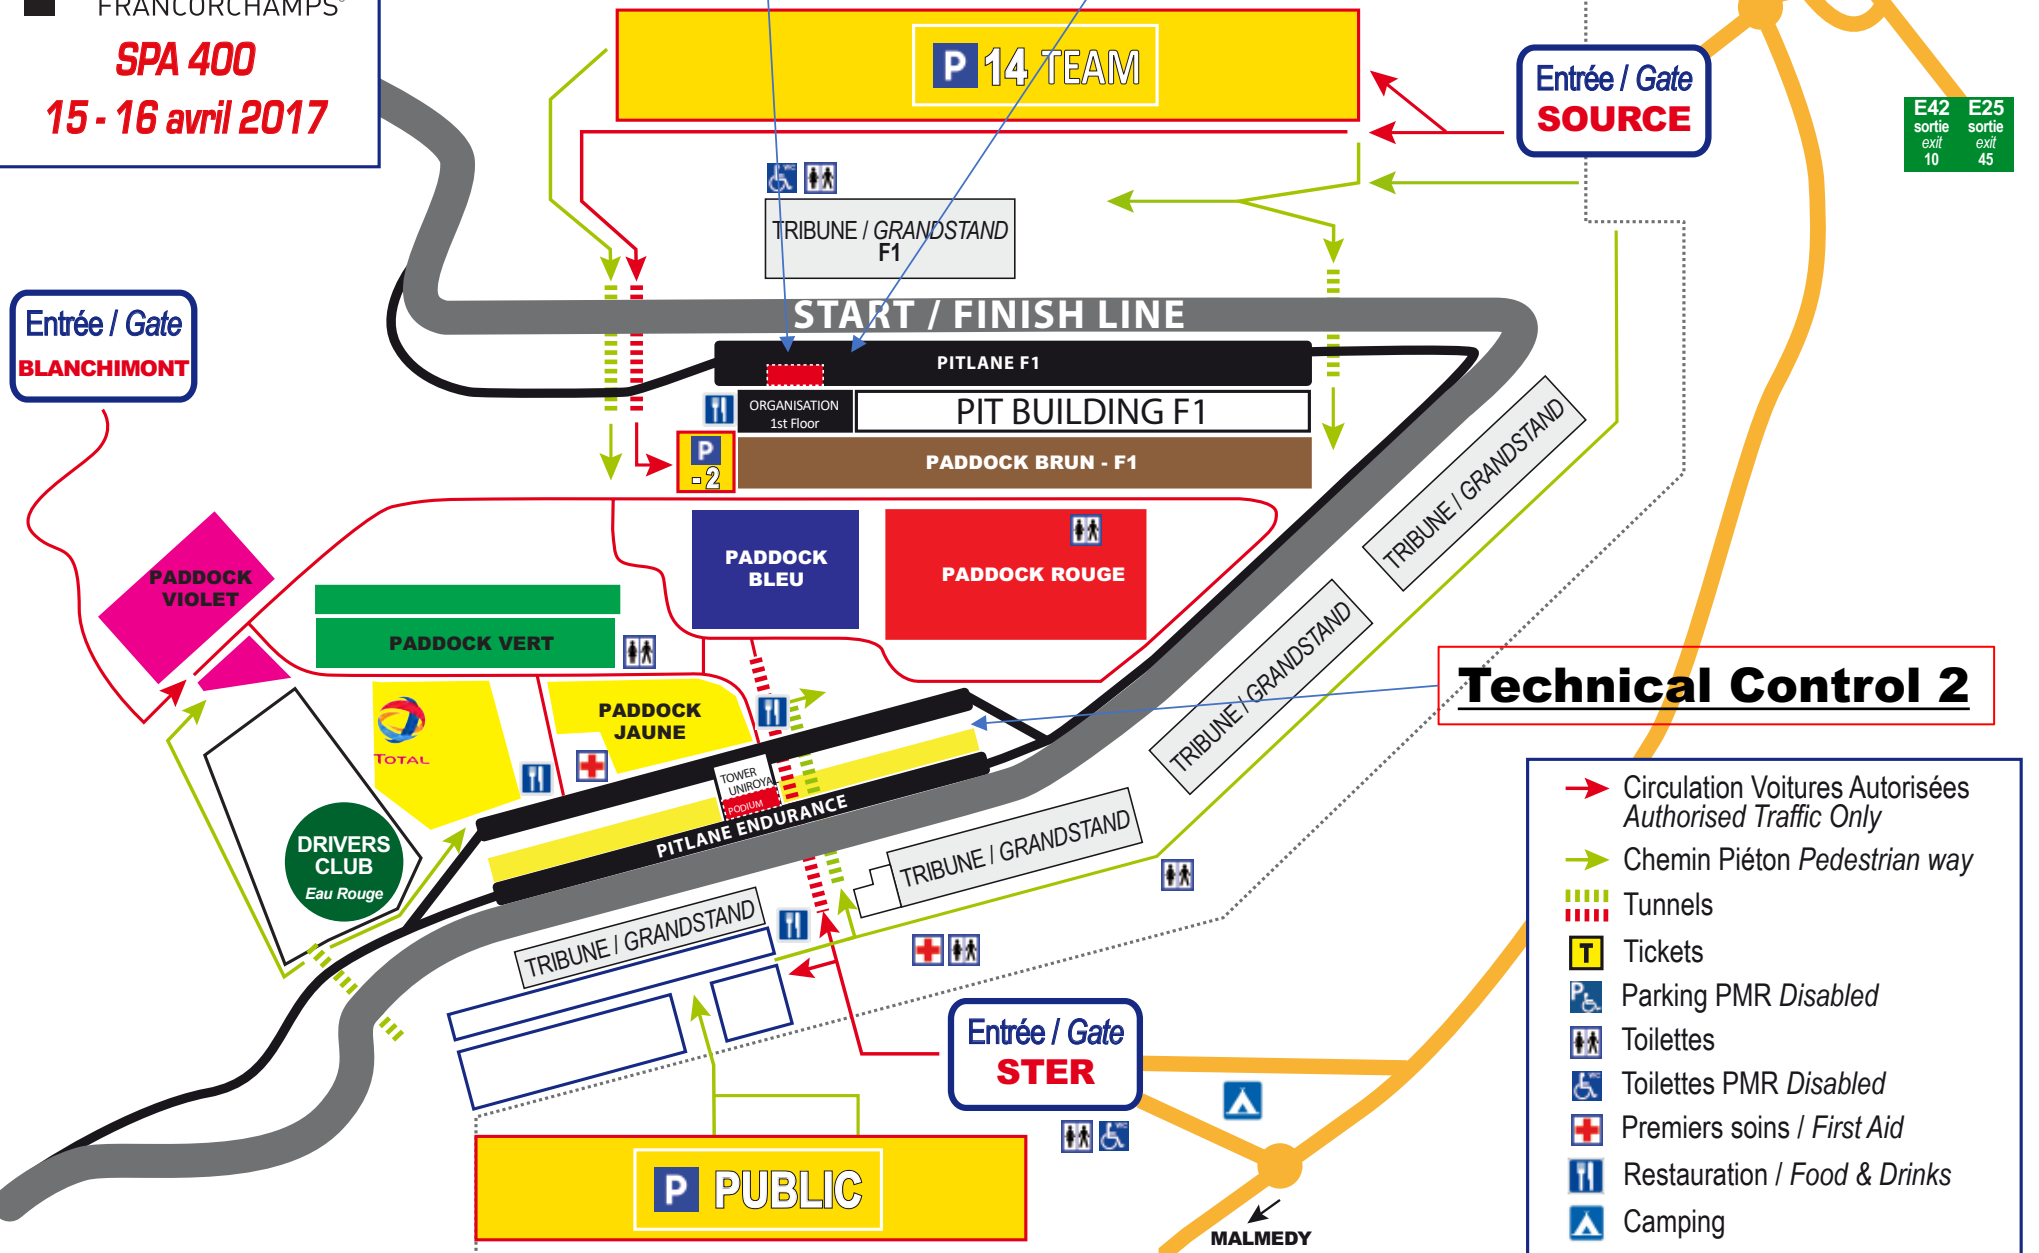 FRANCORCHAMPS
SPA 400
15 - 16 avril 2017
P 14 TEAM
Entrée / Gate
SOURCE
E42 E25
sortie sortie
exit exit
10 45
TRIBUNE / GRANDSTAND
F1
START / FINISH LINE
Entrée / Gate
BLANCHIMONT
PITLANE F1
ORGANISATION
1st Floor
PIT BUILDING F1
P
- 2
PADDOCK BRUN - F1
TRIBUNE / GRANDSTAND
PADDOCK
VIOLET
PADDOCK
BLEU
PADDOCK ROUGE
PADDOCK VERT
TRIBUNE / GRANDSTAND
Technical Control 2
TOTAL
PADDOCK
JAUNE
TOWER
UNIROYAL
PODIUM
PITLANE ENDURANCE
DRIVERS
CLUB
Eau Rouge
TRIBUNE / GRANDSTAND
TRIBUNE / GRANDSTAND
Entrée / Gate
STER
P PUBLIC
MALMEDY
Circulation Voitures Autorisées
Authorised Traffic Only
Chemin Piéton Pedestrian way
Tunnels
T Tickets
P Parking PMR Disabled
Toilettes
WC Toilettes PMR Disabled
Premiers soins / First Aid
Restauration / Food & Drinks
Camping